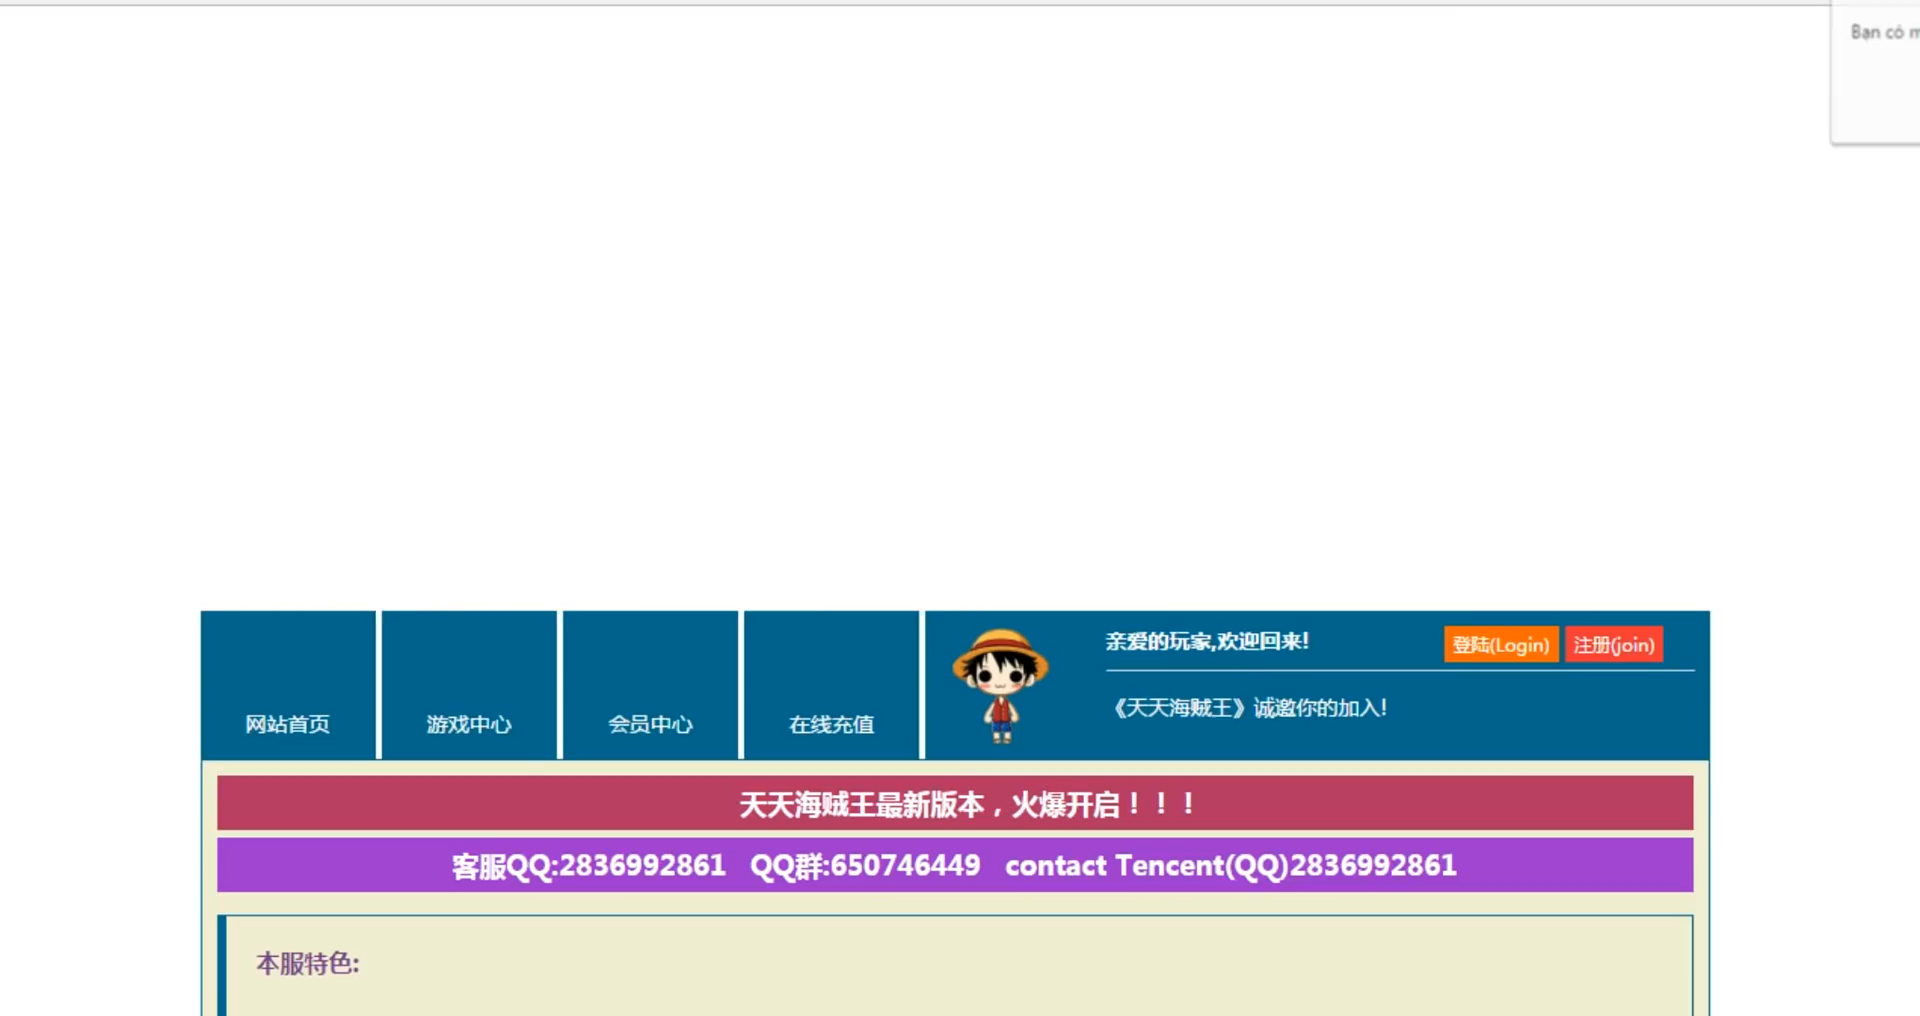 Bạn có
亲爱的玩家,欢迎回来!
登陆(Login)
注册(join)
网站首页
游戏中心
会员中心
在线充值
《天天海贼王》诚邀你的加入!
天天海贼王最新版本，火爆开启！！！
客服QQ:2836992861 QQ群:650746449 contact Tencent(QQ)2836992861
本服特色: